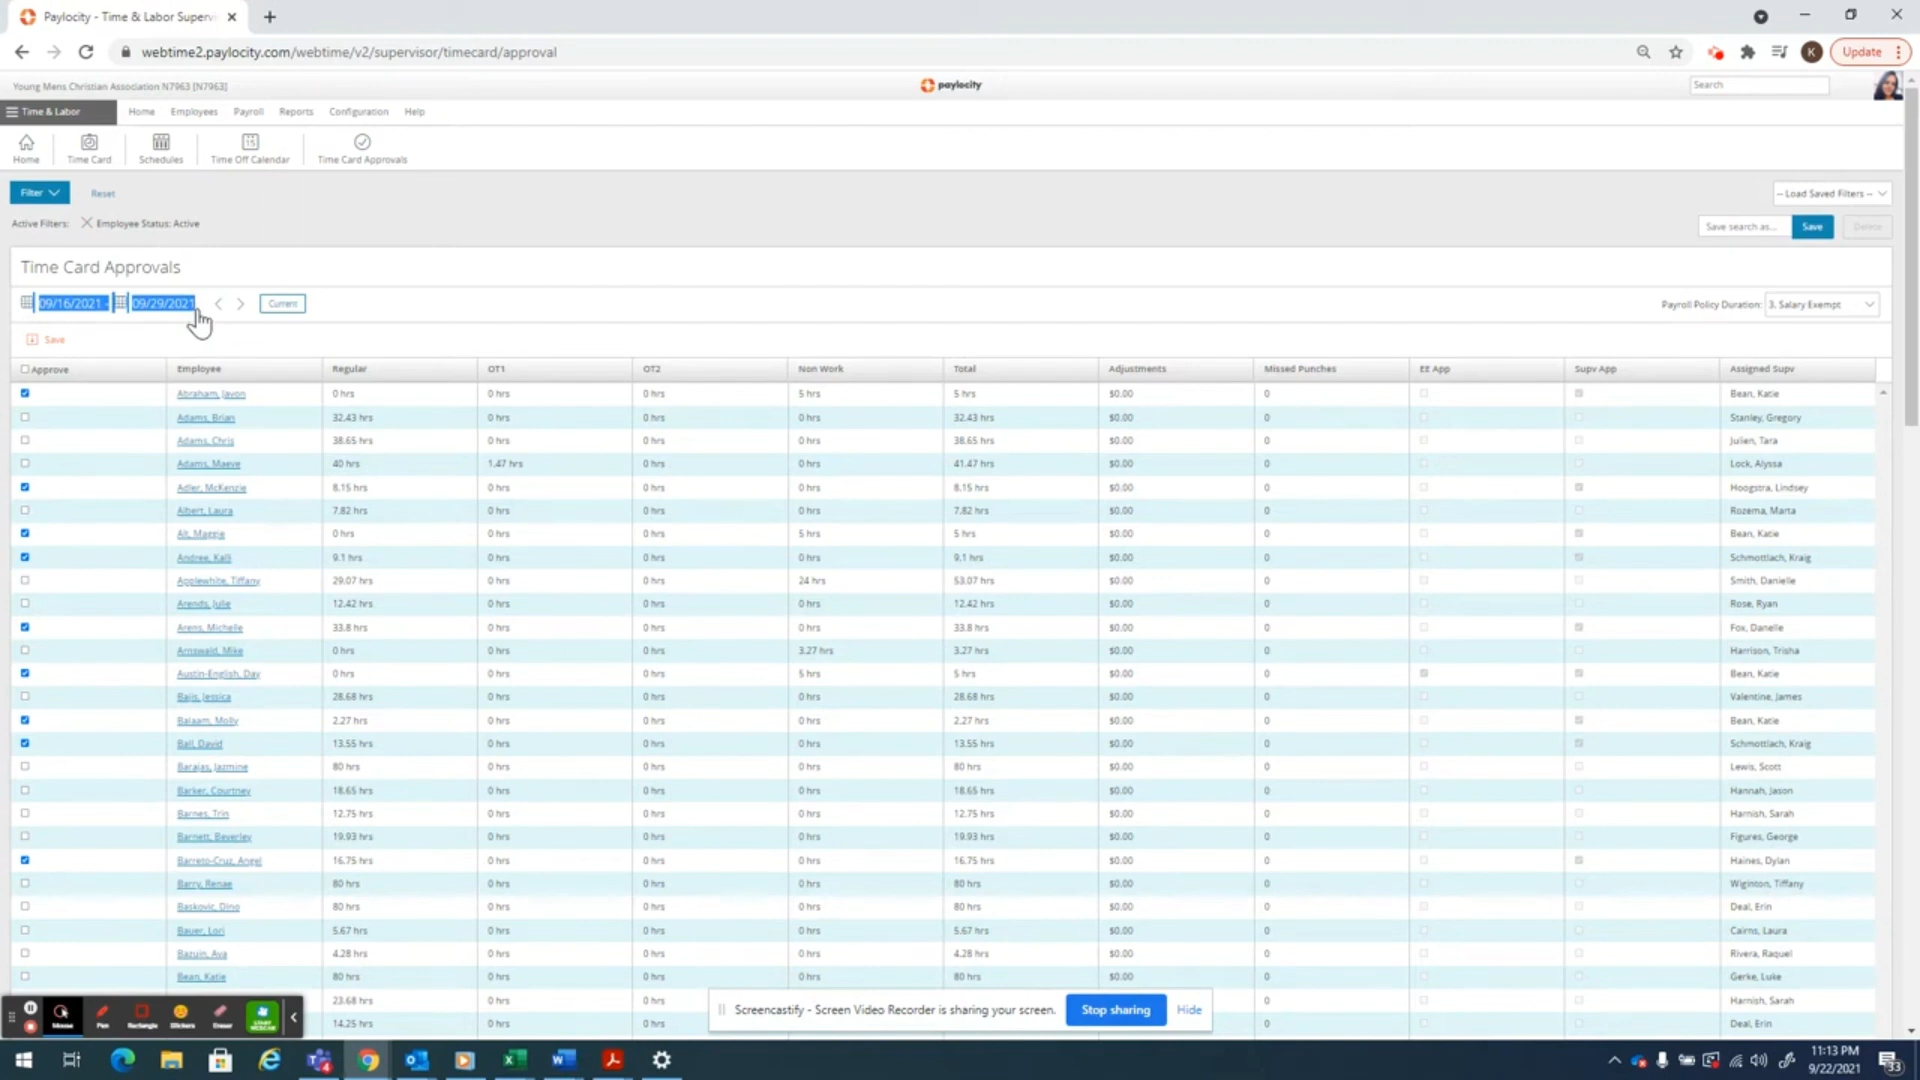 Paylocity - Time & Labor Supervi
webtime2.paylocity.com/webtime/v2/supervisor/timecard/approval
K
Update
Young Mens Christian Association N7963 [N7963]
paylocity
Search
Time & Labor Home Employees Payroll Reports Configuration Help
15
Home Time Card Schedules Time Off Calendar Time Card Approvals
Filter Reset -- Load Saved Filters --
Active Filters: Employee Status: Active Save search as... Save Delete
Time Card Approvals
09/16/2021 - 09/29/2021 Current Payroll Policy Duration: 3. Salary Exempt
Save
Approve Employee Regular OT1 OT2 Non Work Total Adjustments Missed Punches EE App Supv App Assigned Supv
Abraham, Javon 0 hrs 0 hrs 0 hrs 5 hrs 5 hrs $0.00 0 Bean, Katie
Adams, Brian 32.43 hrs 0 hrs 0 hrs 0 hrs 32.43 hrs $0.00 0 Stanley, Gregory
Adams, Chris 38.65 hrs 0 hrs 0 hrs 0 hrs 38.65 hrs $0.00 0 Julien, Tara
Adams, Maeve 40 hrs 1.47 hrs 0 hrs 0 hrs 41.47 hrs $0.00 0 Lock, Alyssa
Adler, McKenzie 8.15 hrs 0 hrs 0 hrs 0 hrs 8.15 hrs $0.00 0 Hoogstra, Lindsey
Albert, Laura 7.82 hrs 0 hrs 0 hrs 0 hrs 7.82 hrs $0.00 0 Rozema, Marta
Alt, Maggie 0 hrs 0 hrs 0 hrs 5 hrs 5 hrs $0.00 0 Bean, Katie
Andree, Kalli 9.1 hrs 0 hrs 0 hrs 0 hrs 9.1 hrs $0.00 0 Schmottlach, Kraig
Applewhite, Tiffany 29.07 hrs 0 hrs 0 hrs 24 hrs 53.07 hrs $0.00 0 Smith, Danielle
Arends, Julie 12.42 hrs 0 hrs 0 hrs 0 hrs 12.42 hrs $0.00 0 Rose, Ryan
Arens, Michelle 33.8 hrs 0 hrs 0 hrs 0 hrs 33.8 hrs $0.00 0 Fox, Danelle
Arnswald, Mike 0 hrs 0 hrs 0 hrs 3.27 hrs 3.27 hrs $0.00 0 Harrison, Trisha
Austin-English, Day 0 hrs 0 hrs 0 hrs 5 hrs 5 hrs $0.00 0 Bean, Katie
Bajis, Jessica 28.68 hrs 0 hrs 0 hrs 0 hrs 28.68 hrs $0.00 0 Valentine, James
Balaam, Molly 2.27 hrs 0 hrs 0 hrs 0 hrs 2.27 hrs $0.00 0 Bean, Katie
Ball, David 13.55 hrs 0 hrs 0 hrs 0 hrs 13.55 hrs $0.00 0 Schmottlach, Kraig
Barajas, Jazmine 80 hrs 0 hrs 0 hrs 0 hrs 80 hrs $0.00 0 Lewis, Scott
Barker, Courtney 18.65 hrs 0 hrs 0 hrs 0 hrs 18.65 hrs $0.00 0 Hannah, Jason
Barnes, Trin 12.75 hrs 0 hrs 0 hrs 0 hrs 12.75 hrs $0.00 0 Harnish, Sarah
Barnett, Beverley 19.93 hrs 0 hrs 0 hrs 0 hrs 19.93 hrs $0.00 0 Figures, George
Barreto-Cruz, Angel 16.75 hrs 0 hrs 0 hrs 0 hrs 16.75 hrs $0.00 0 Haines, Dylan
Barry, Renae 80 hrs 0 hrs 0 hrs 0 hrs 80 hrs $0.00 0 Wiginton, Tiffany
Baskovic, Dino 80 hrs 0 hrs 0 hrs 0 hrs 80 hrs $0.00 0 Deal, Erin
Bauer, Lori 5.67 hrs 0 hrs 0 hrs 0 hrs 5.67 hrs $0.00 0 Cairns, Laura
Bazuin, Ava 4.28 hrs 0 hrs 0 hrs 0 hrs 4.28 hrs $0.00 0 Rivera, Raquel
Bean, Katie 80 hrs 0 hrs 0 hrs 0 hrs 80 hrs $0.00 0 Gerke, Luke
23.68 hrs 0 hrs 0 hrs 0 Harnish, Sarah
14.25 hrs 0 hrs 0 hrs 0 Deal, Erin
Mouse Pen Rectangle Stickers Eraser START WEBCAM
Screencastify - Screen Video Recorder is sharing your screen. Stop sharing Hide
4
11:13 PM
9/22/2021
33